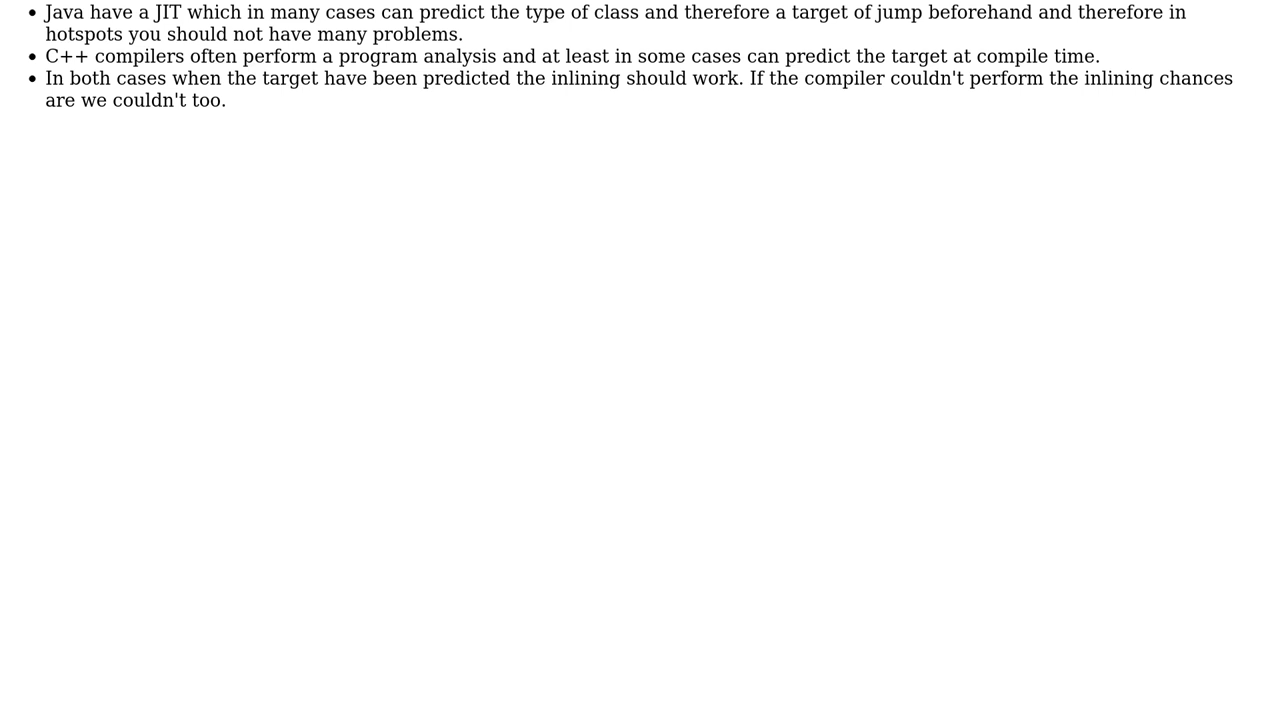 • Java have a JIT which in many cases can predict the type of class and therefore a target of jump beforehand and therefore in
hotspots you should not have many problems.
• C++ compilers often perform a program analysis and at least in some cases can predict the target at compile time.
• In both cases when the target have been predicted the inlining should work. If the compiler couldn't perform the inlining chances
are we couldn't too.